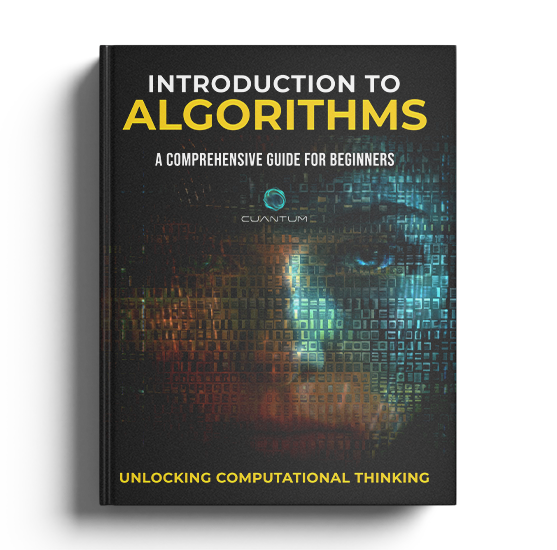 INTRODUCTION TO
ALGORITHMS
A COMPREHENSIVE GUIDE FOR BEGINNERS
CUANTUM
UNLOCKING COMPUTATIONAL THINKING